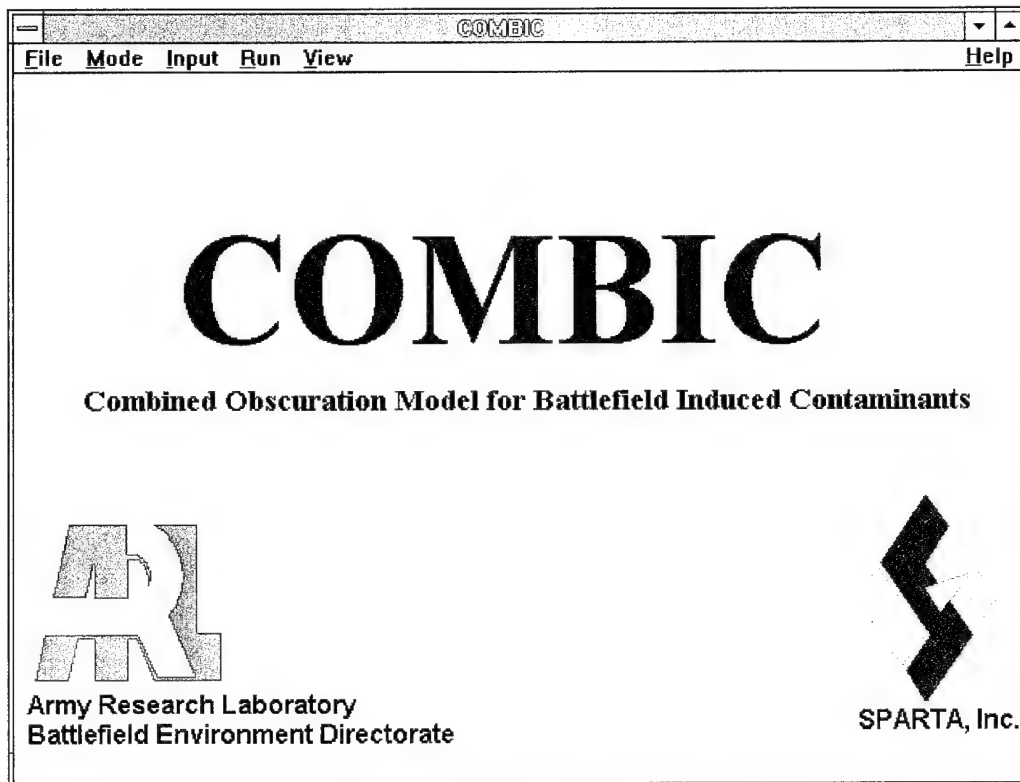 COMBIC
File Mode Input Run View Help
COMBIC
Combined Obscuration Model for Battlefield Induced Contaminants
ARL
Army Research Laboratory
Battlefield Environment Directorate
SPARTA, Inc.